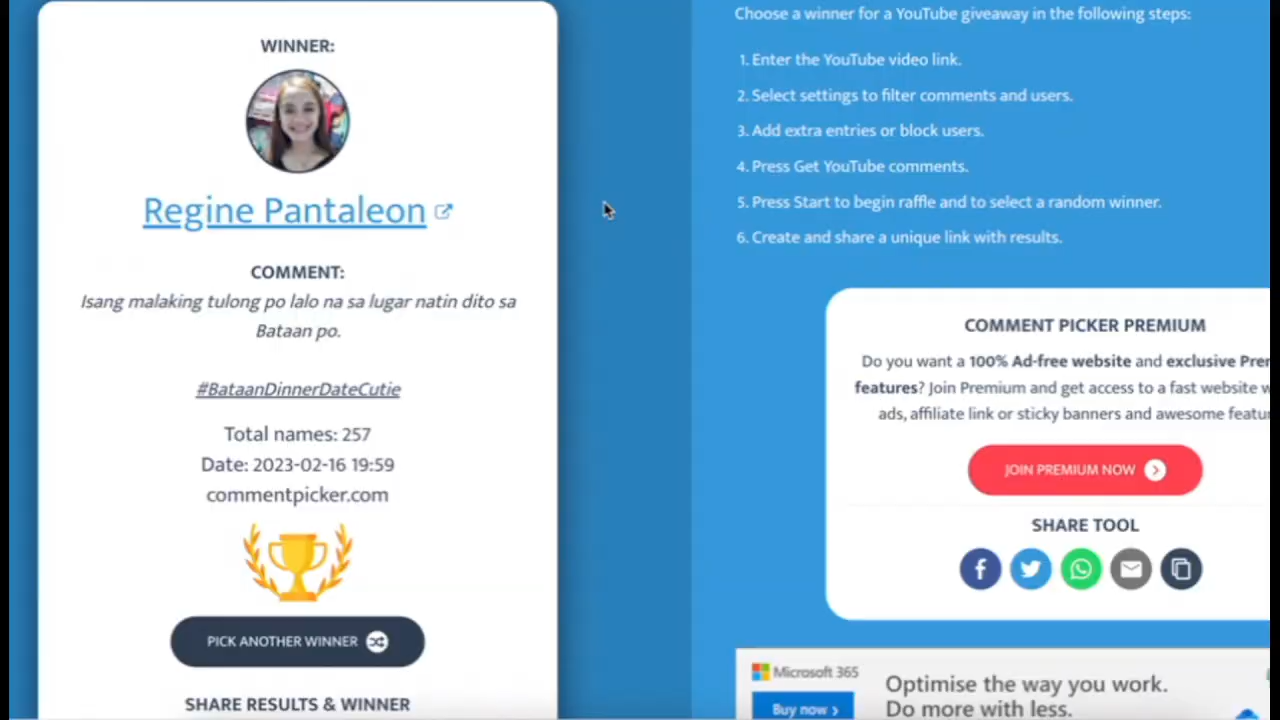 WINNER:
Regine Pantaleon
COMMENT:
Isang malaking tulong po lalo na sa lugar natin dito sa
Bataan po.
#BataanDinnerDateCutie
Total names: 257
Date: 2023-02-16 19:59
commentpicker.com
PICK ANOTHER WINNER
SHARE RESULTS & WINNER
Choose a winner for a YouTube giveaway in the following steps:
1. Enter the YouTube video link.
2. Select settings to filter comments and users.
3. Add extra entries or block users.
4. Press Get YouTube comments.
5. Press Start to begin raffle and to select a random winner.
6. Create and share a unique link with results.
COMMENT PICKER PREMIUM
Do you want a 100% Ad-free website and exclusive
features? Join Premium and get access to a fast website
ads, affiliate link or sticky banners and awesome
JOIN PREMIUM NOW
SHARE TOOL
Microsoft 365
Buy now
Optimise the way you work.
Do more with less.